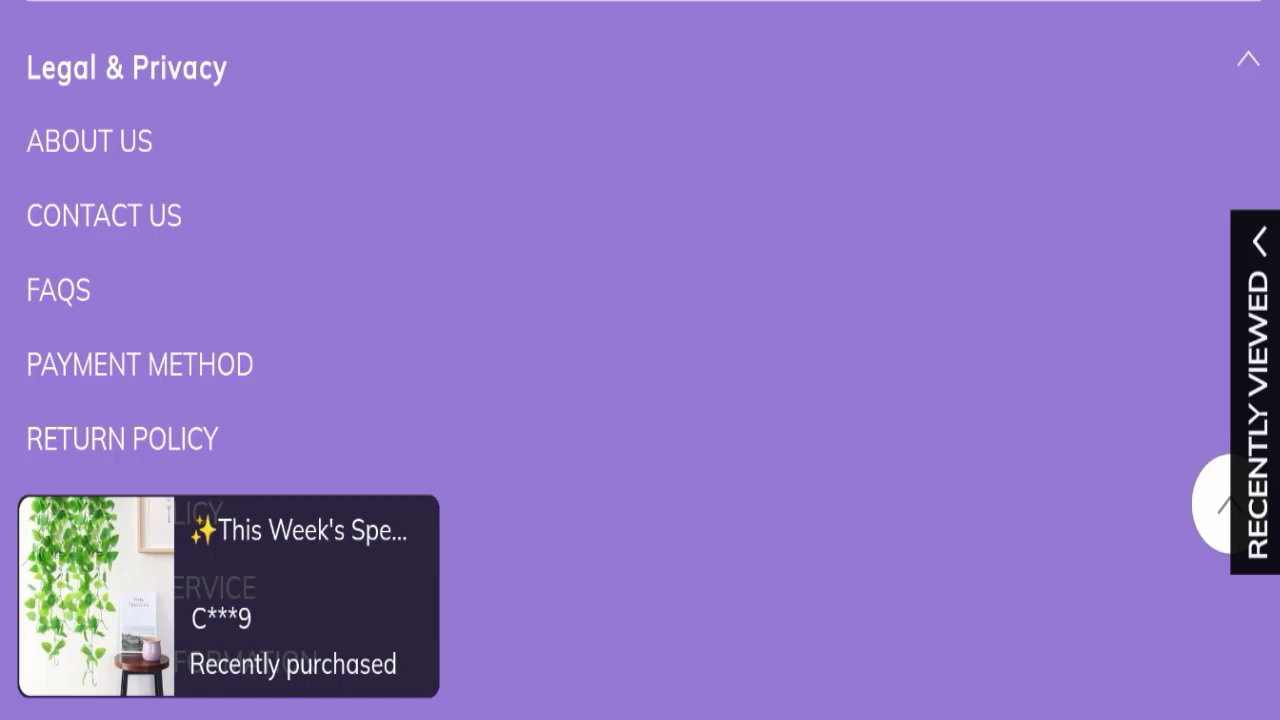 Legal & Privacy
ABOUT US
CONTACT US
FAQS
PAYMENT METHOD
RETURN POLICY
✨This Week's Spe...
C***9
Recently purchased
RECENTLY VIEWED